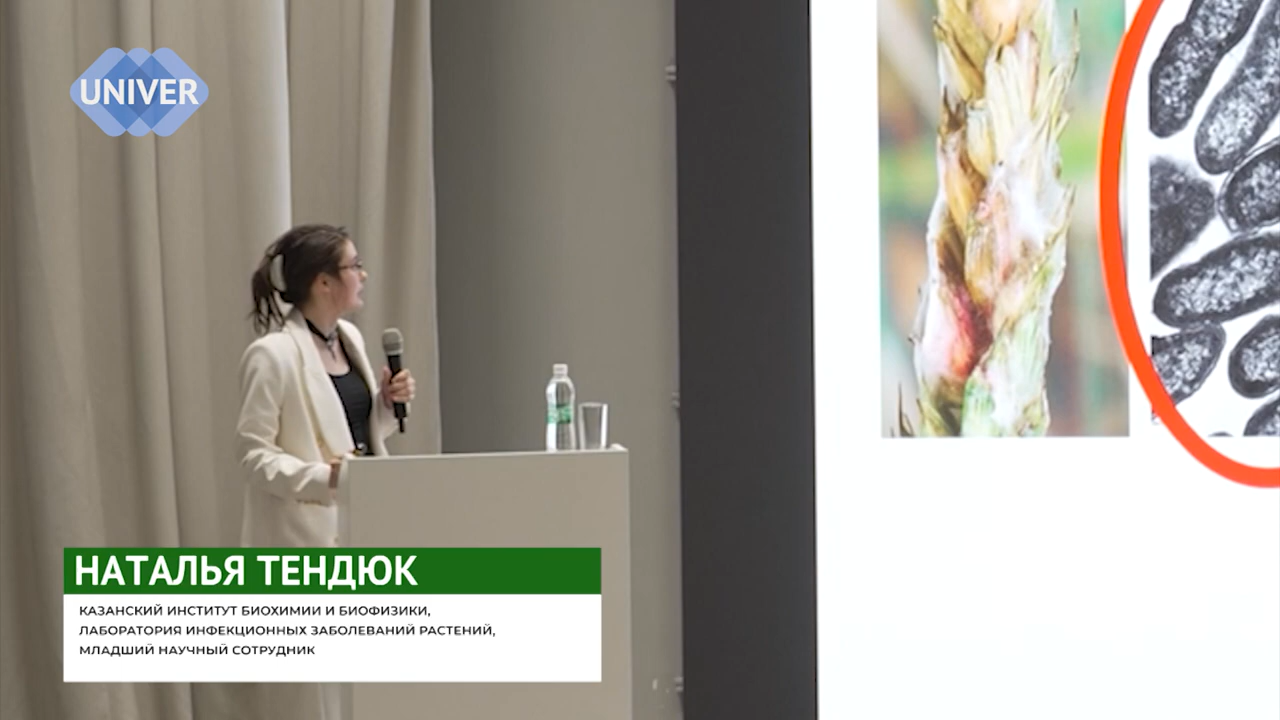 UNIVER
НАТАЛЬЯ ТЕНДЮК
КАЗАНСКИЙ ИНСТИТУТ БИОХИМИИ И БИОФИЗИКИ,
ЛАБОРАТОРИЯ ИНФЕКЦИОННЫХ ЗАБОЛЕВАНИЙ РАСТЕНИЙ,
МЛАДШИЙ НАУЧНЫЙ СОТРУДНИК